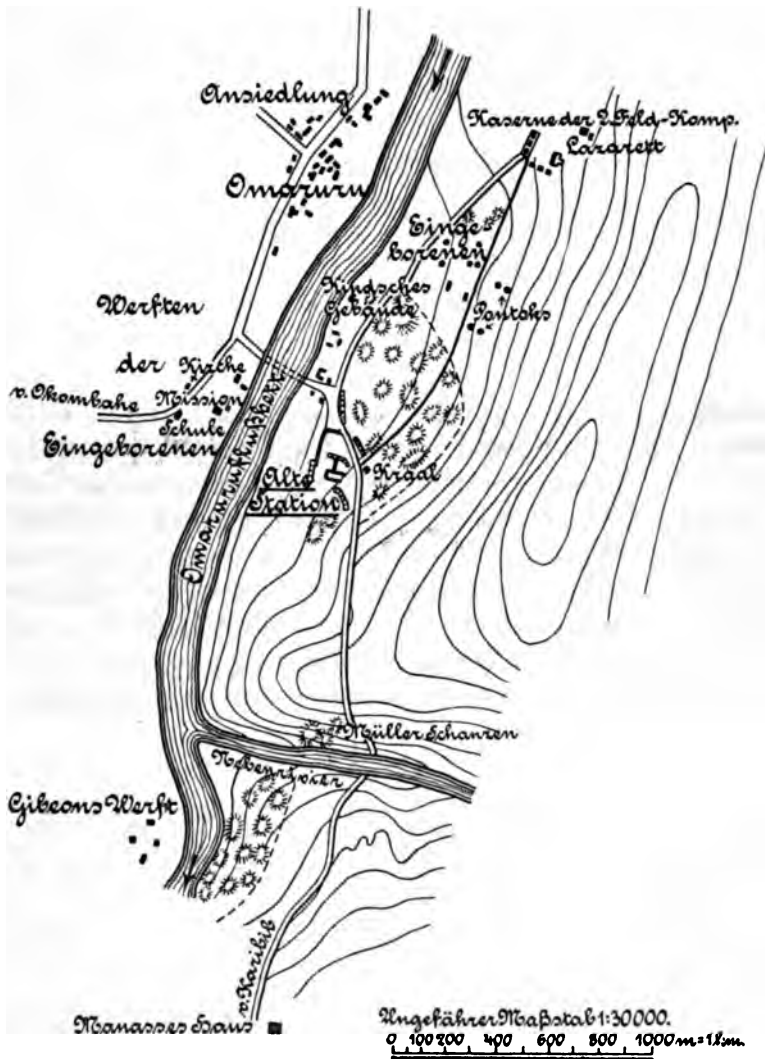 Ansiedlung
Omaruru
Kaserne der 2. Feld-Komp.
Lazarett
Einge
borenen
Kindsches
Gebäude
Pontoks
Werften
der Kirche
v. Okombahe Mission
Schule
Eingeborenen
Omaruruflußbett
Alte
Station
Kraal
Müller Schanzen
Nebenrivier
Gibeons Werft
v. Karibib
Manasses Haus
Ungefährer Maßstab 1:30000.
0 100 200 400 600 800 1000 m = 1 k.m.